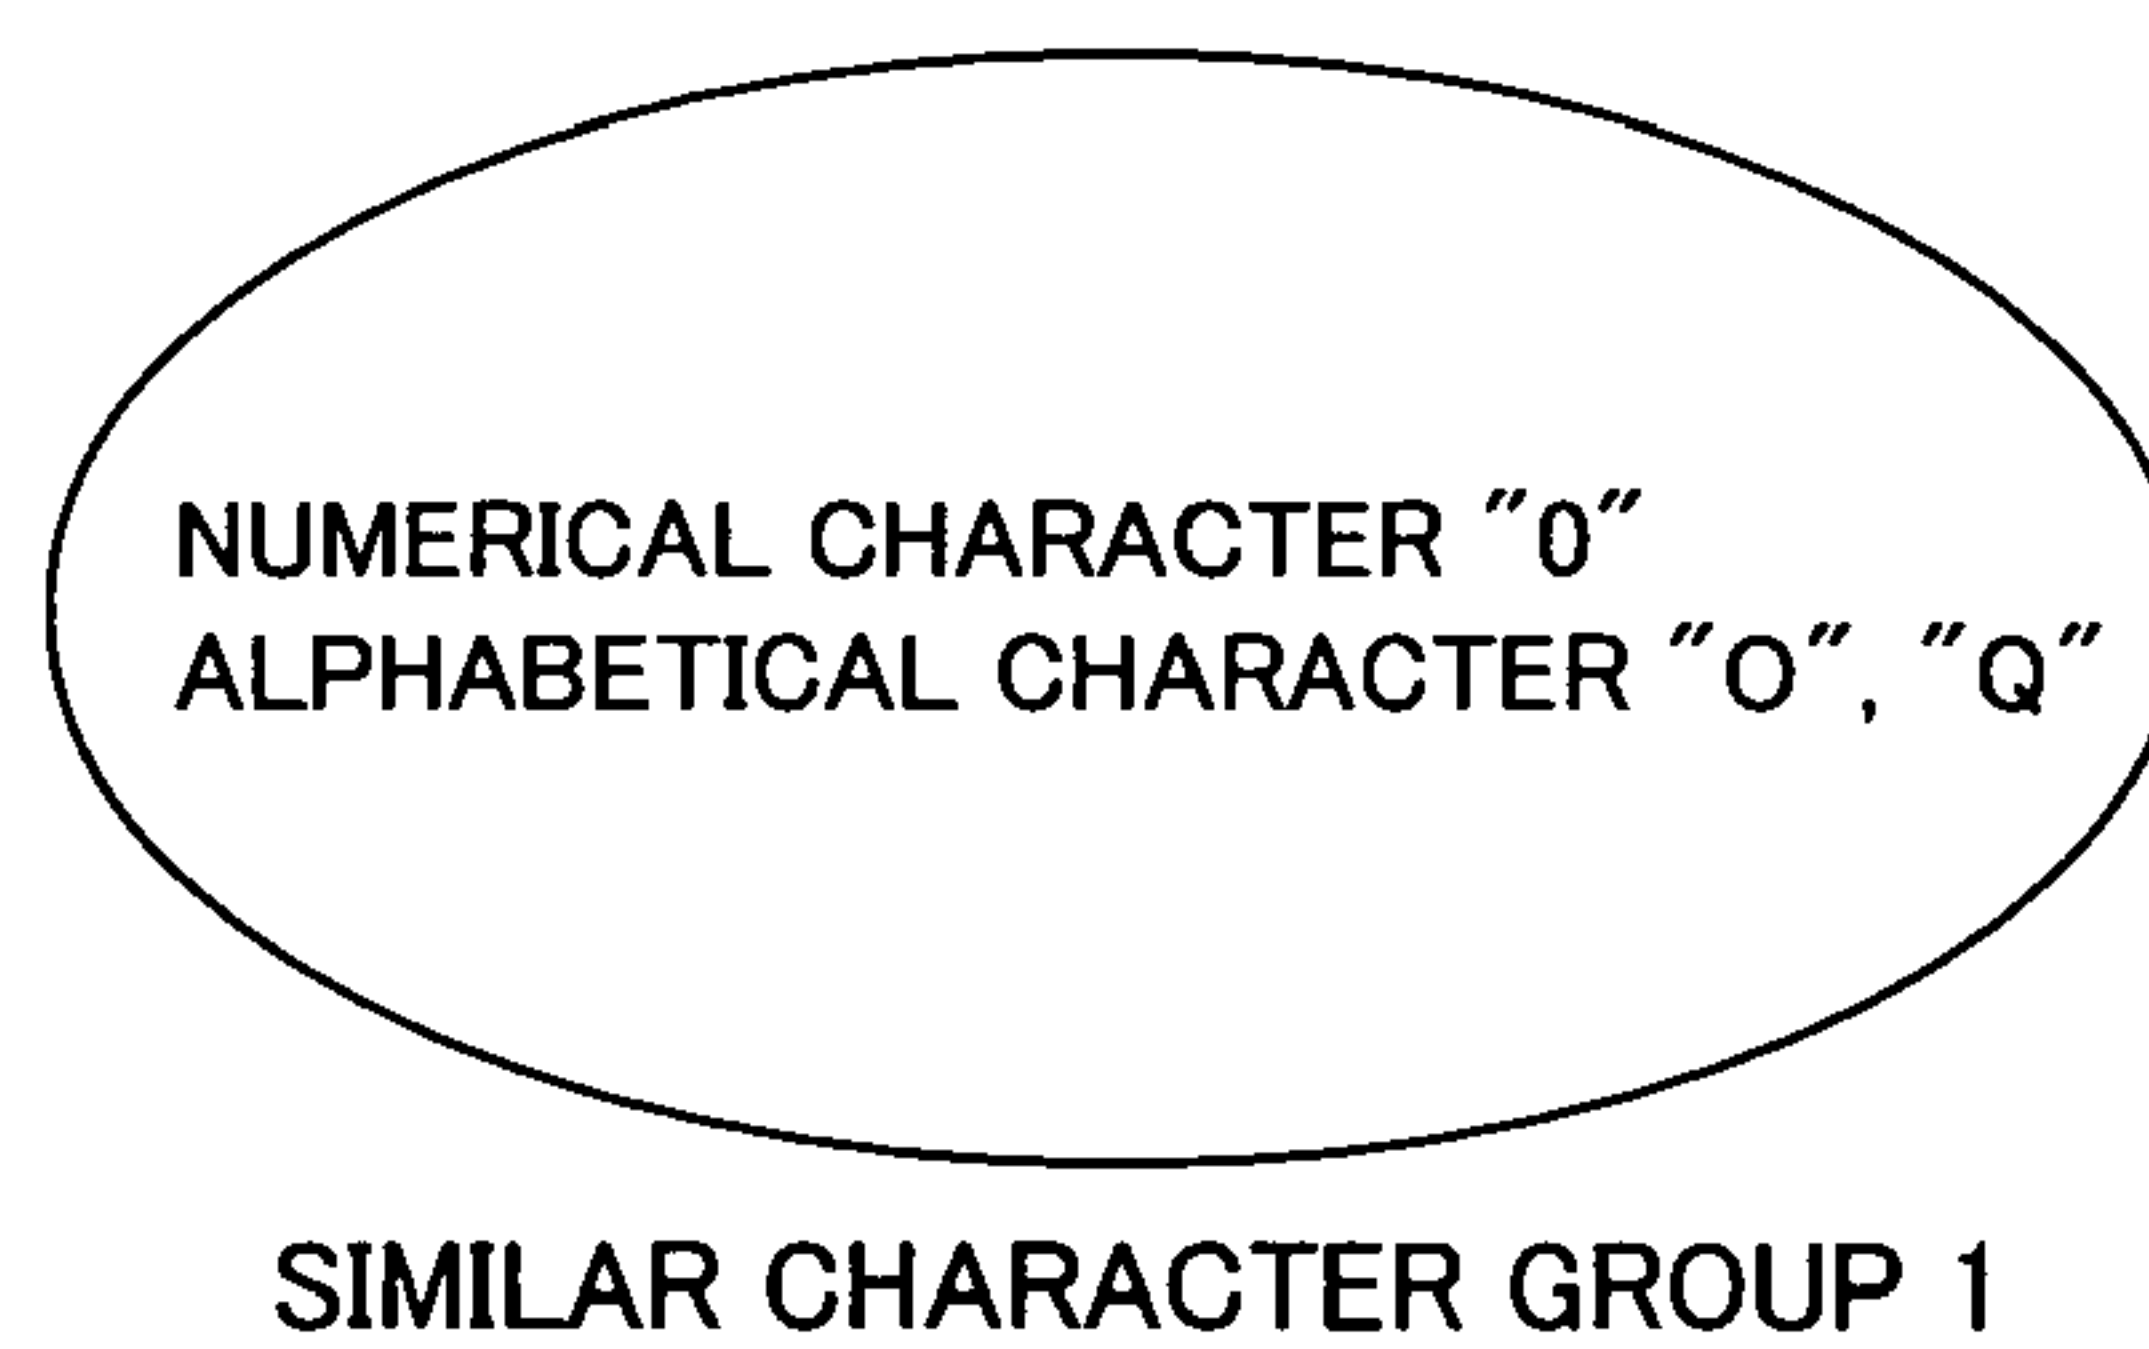 NUMERICAL CHARACTER "0"
ALPHABETICAL CHARACTER "O", "Q"
SIMILAR CHARACTER GROUP 1